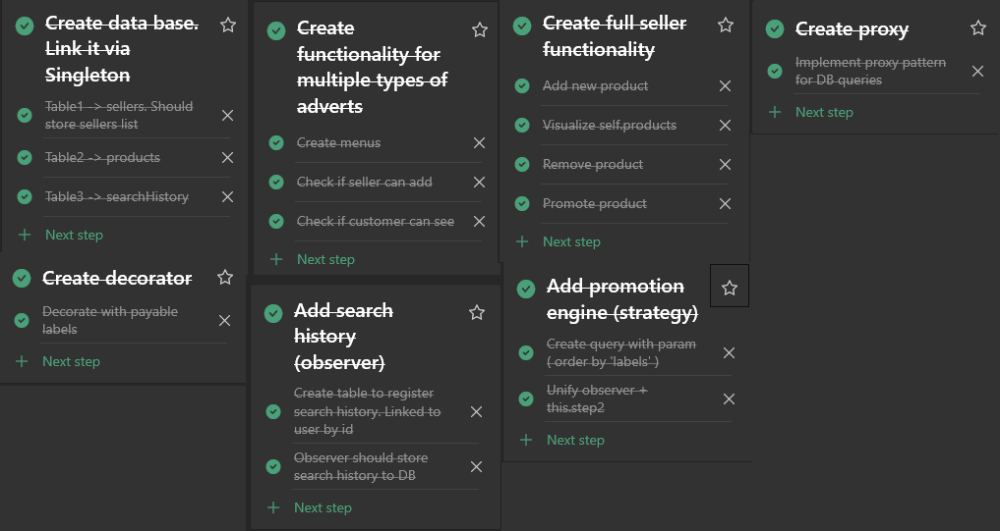 Create data base.
Link it via
Singleton
Table1 -> sellers. Should
store sellers list
Table2 -> products
Table3 -> searchHistory
Next step
Create
functionality for
multiple types of
adverts
Create menus
Check if seller can add
Check if customer can see
Next step
Create full seller
functionality
Add new product
Visualize self.products
Remove product
Promote product
Next step
Create proxy
Implement proxy pattern
for DB queries
Next step
Create decorator
Decorate with payable
labels
Next step
Add search
history
(observer)
Create table to register
search history. Linked to
user by id
Observer should store
search history to DB
Next step
Add promotion
engine (strategy)
Create query with param
( order by 'labels' )
Unify observer +
this.step2
Next step